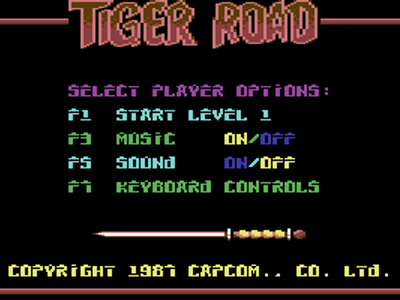 TIGER ROAD
SELECT PLAYER OPTIONS:
F1 START LEVEL 1
F3 MUSIC ON/OFF
F5 SOUND ON/OFF
F7 KEYBOARD CONTROLS
COPYRIGHT 1987 CAPCOM., CO. LTD.